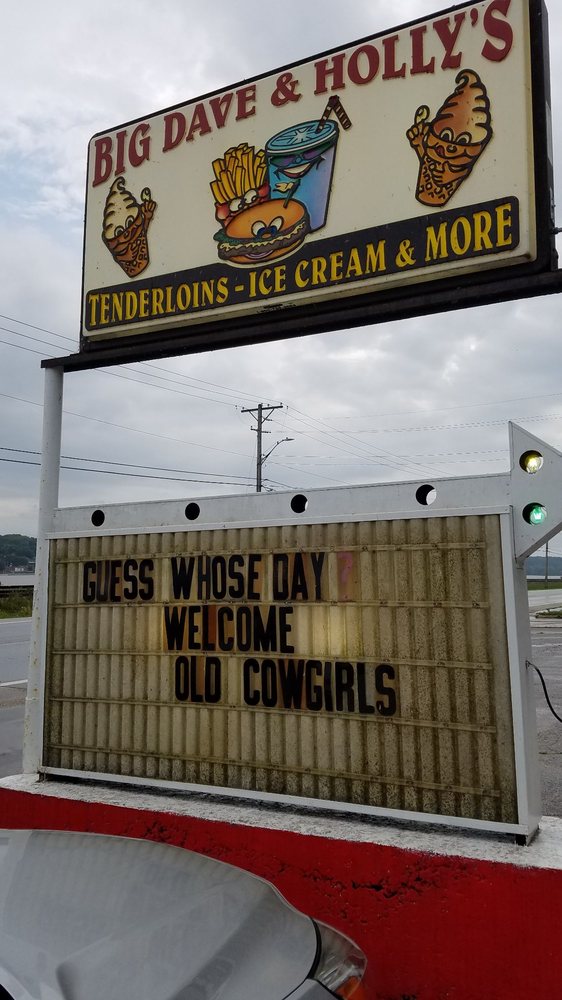 BIG DAVE & HOLLY'S
TENDERLOINS - ICE CREAM & MORE
GUESS WHOSE DAY ?
WELCOME
OLD COWGIRLS